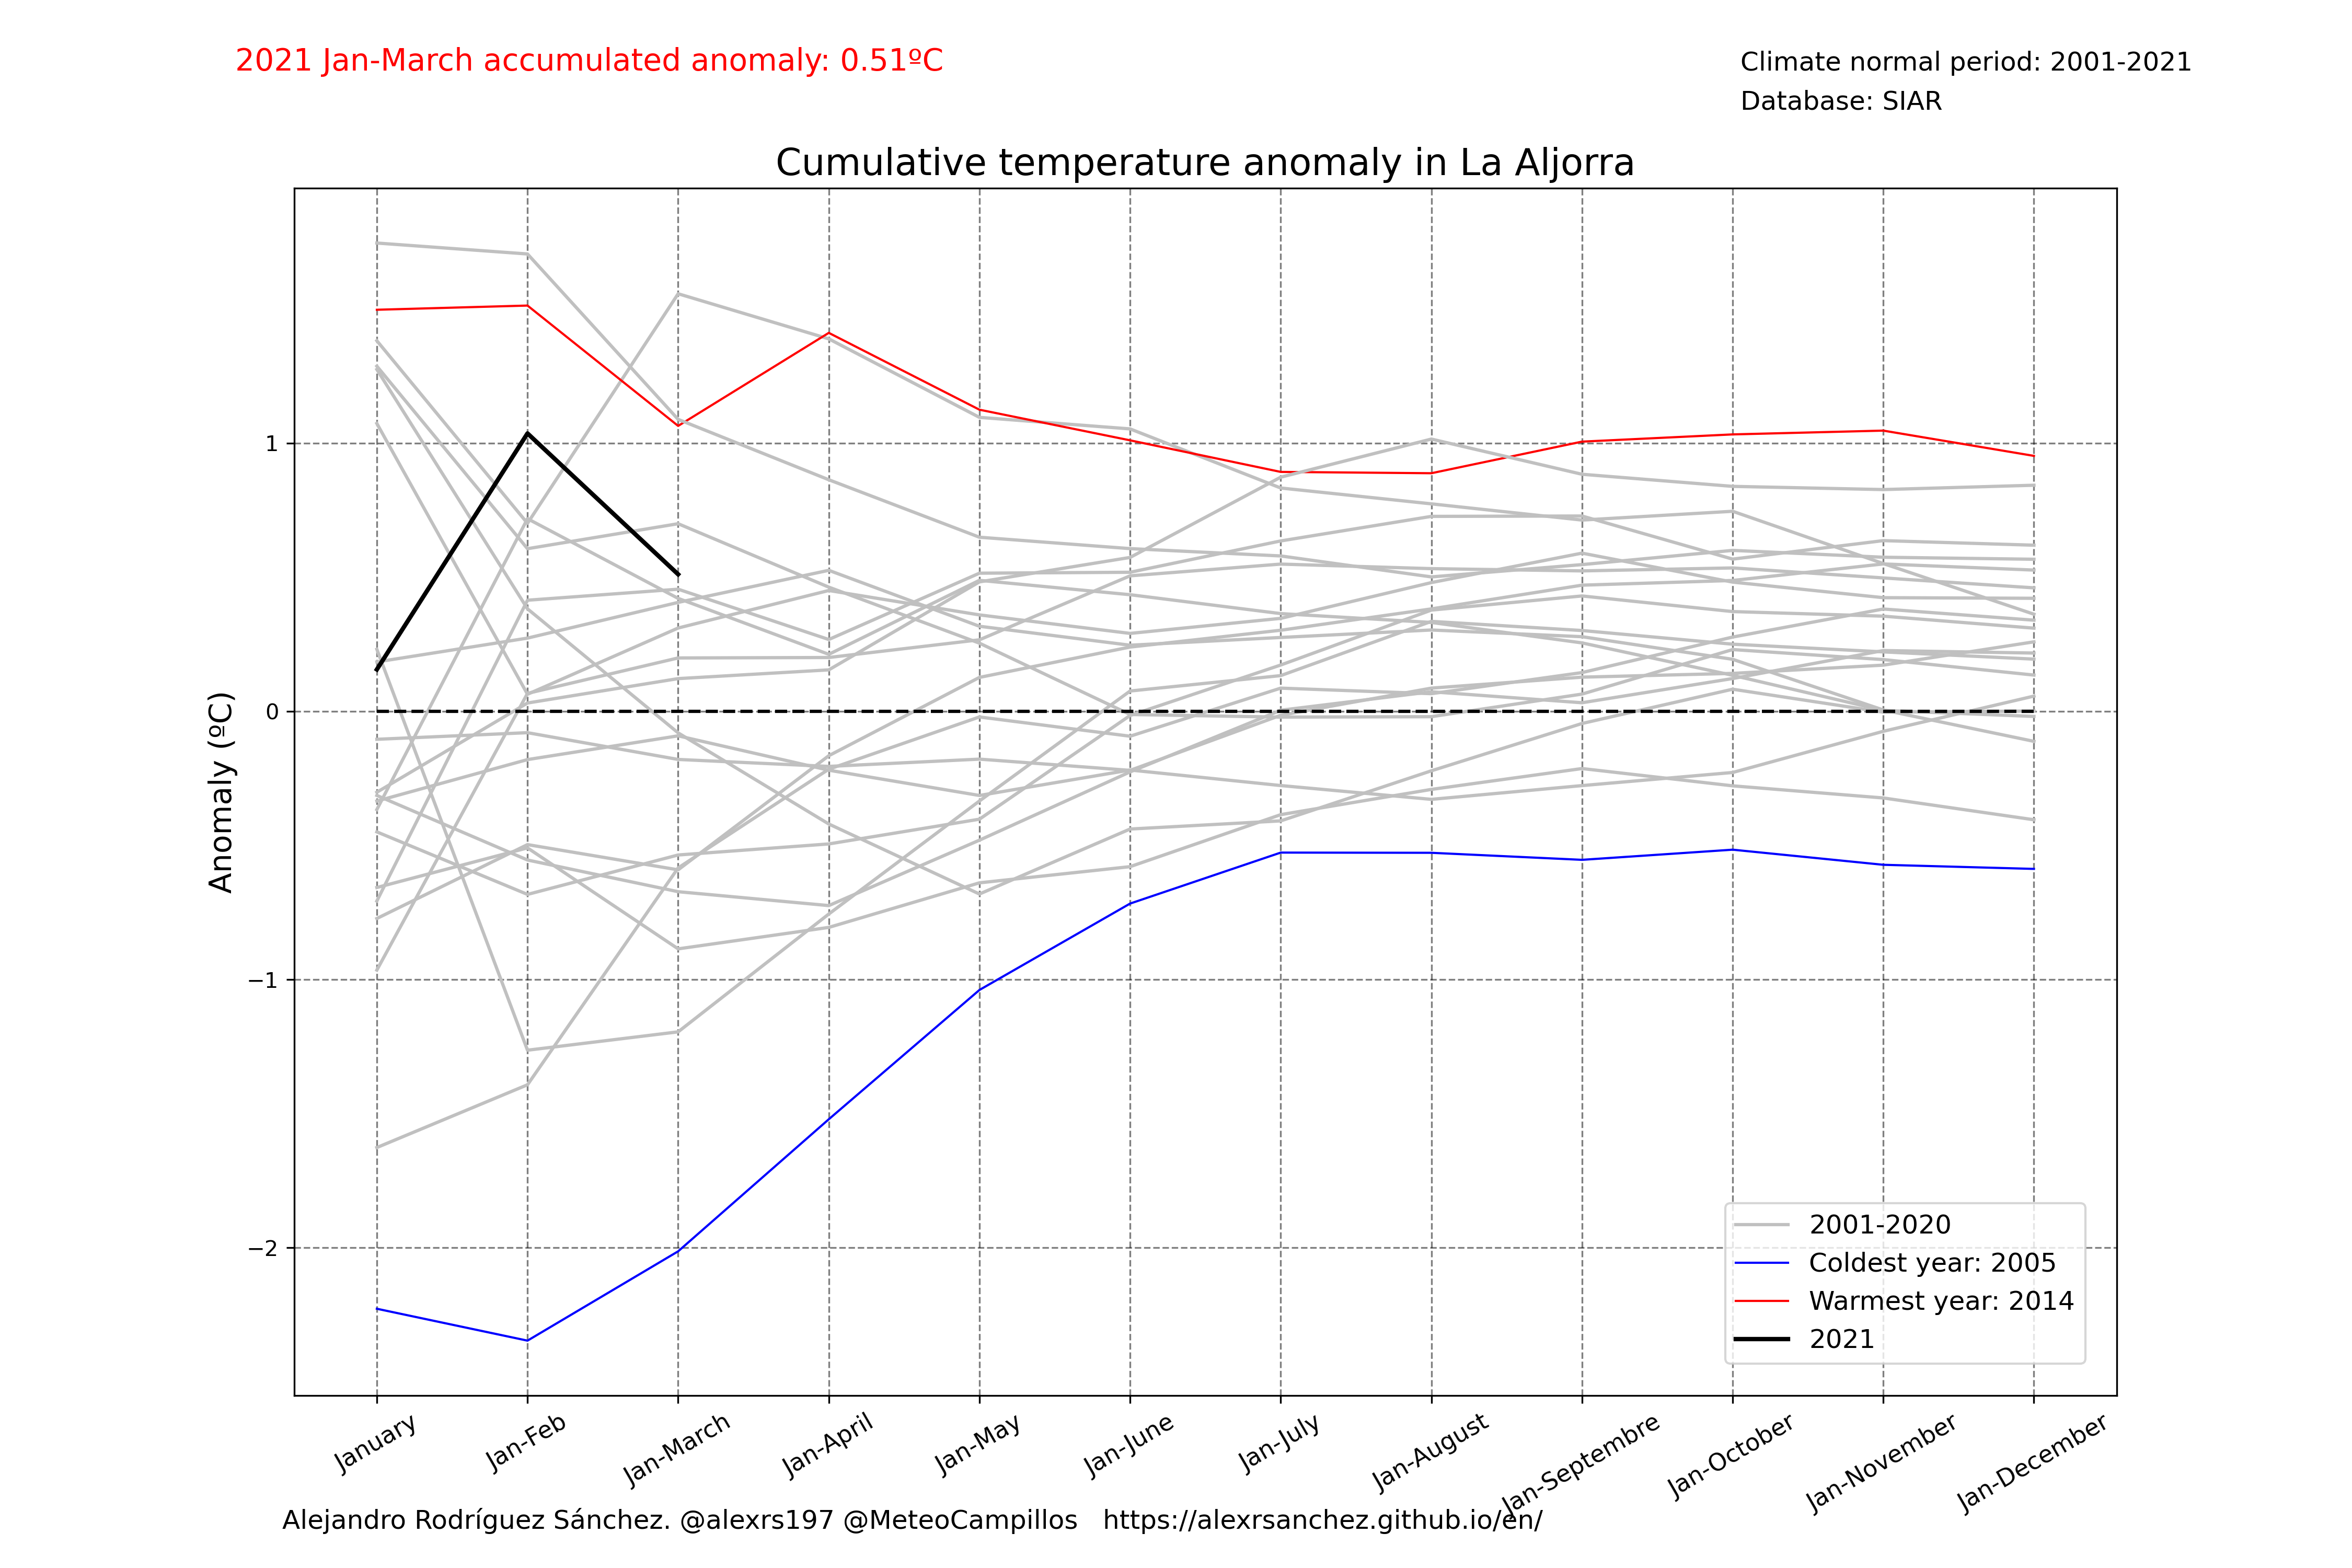 2021 Jan-March accumulated anomaly: 0.51ºC
Climate normal period: 2001-2021
Database: SIAR
Cumulative temperature anomaly in La Aljorra
Anomaly (ºC)
1
0
−1
−2
2001-2020
Coldest year: 2005
Warmest year: 2014
2021
January
Jan-Feb
Jan-March
Jan-April
Jan-May
Jan-June
Jan-July
Jan-August
Jan-Septembre
Jan-October
Jan-November
Jan-December
Alejandro Rodríguez Sánchez. @alexrs197 @MeteoCampillos https://alexrsanchez.github.io/en/